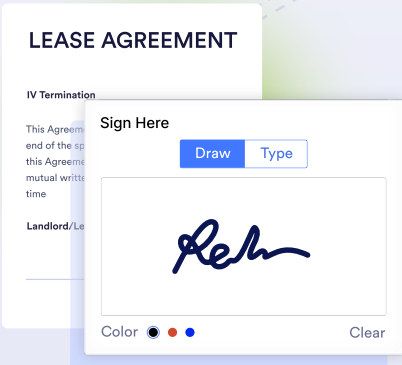 LEASE AGREEMENT
IV Termination
This Agreem
end of the sp
this Agreeme
mutual writte
time
Landlord/Le
Sign Here
Draw Type
Color Clear